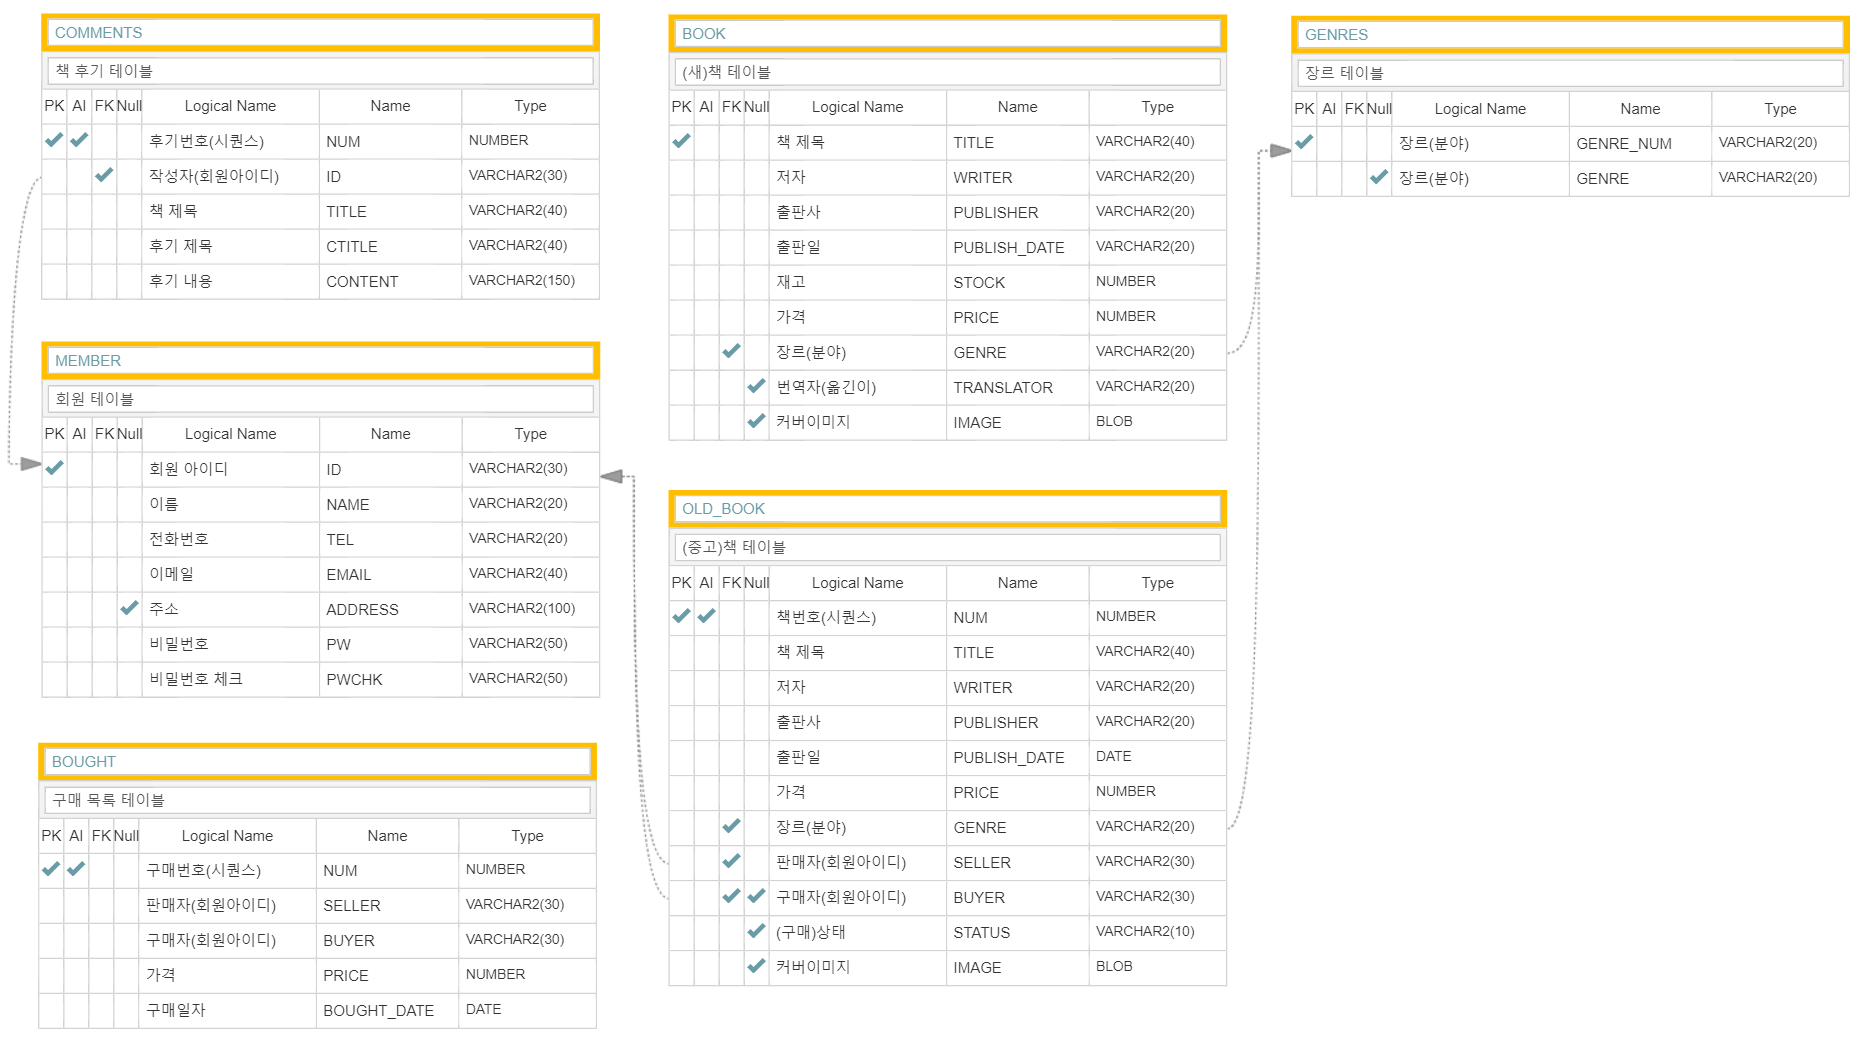 COMMENTS
책 후기 테이블
PK AI FK Null Logical Name Name Type
후기번호(시퀀스) NUM NUMBER
작성자(회원아이디) ID VARCHAR2(30)
책 제목 TITLE VARCHAR2(40)
후기 제목 CTITLE VARCHAR2(40)
후기 내용 CONTENT VARCHAR2(150)
MEMBER
회원 테이블
PK AI FK Null Logical Name Name Type
회원 아이디 ID VARCHAR2(30)
이름 NAME VARCHAR2(20)
전화번호 TEL VARCHAR2(20)
이메일 EMAIL VARCHAR2(40)
주소 ADDRESS VARCHAR2(100)
비밀번호 PW VARCHAR2(50)
비밀번호 체크 PWCHK VARCHAR2(50)
BOUGHT
구매 목록 테이블
PK AI FK Null Logical Name Name Type
구매번호(시퀀스) NUM NUMBER
판매자(회원아이디) SELLER VARCHAR2(30)
구매자(회원아이디) BUYER VARCHAR2(30)
가격 PRICE NUMBER
구매일자 BOUGHT_DATE DATE
BOOK
(새)책 테이블
PK AI FK Null Logical Name Name Type
책 제목 TITLE VARCHAR2(40)
저자 WRITER VARCHAR2(20)
출판사 PUBLISHER VARCHAR2(20)
출판일 PUBLISH_DATE VARCHAR2(20)
재고 STOCK NUMBER
가격 PRICE NUMBER
장르(분야) GENRE VARCHAR2(20)
번역자(옮긴이) TRANSLATOR VARCHAR2(20)
커버이미지 IMAGE BLOB
OLD_BOOK
(중고)책 테이블
PK AI FK Null Logical Name Name Type
책번호(시퀀스) NUM NUMBER
책 제목 TITLE VARCHAR2(40)
저자 WRITER VARCHAR2(20)
출판사 PUBLISHER VARCHAR2(20)
출판일 PUBLISH_DATE DATE
가격 PRICE NUMBER
장르(분야) GENRE VARCHAR2(20)
판매자(회원아이디) SELLER VARCHAR2(30)
구매자(회원아이디) BUYER VARCHAR2(30)
(구매)상태 STATUS VARCHAR2(10)
커버이미지 IMAGE BLOB
GENRES
장르 테이블
PK AI FK Null Logical Name Name Type
장르(분야) GENRE_NUM VARCHAR2(20)
장르(분야) GENRE VARCHAR2(20)